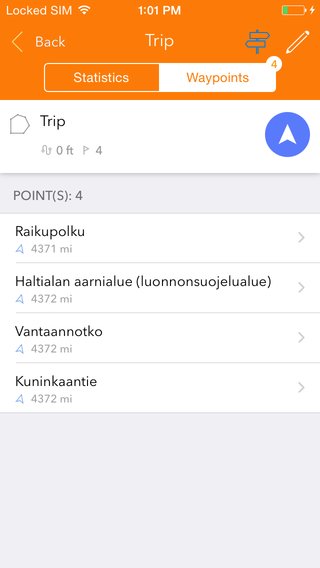 Locked SIM 1:01 PM
Back Trip
Statistics Waypoints 4
Trip
0 ft 4
POINT(S): 4
Raikupolku
4371 mi
Haltialan aarnialue (luonnonsuojelualue)
4372 mi
Vantaannotko
4372 mi
Kuninkaantie
4372 mi